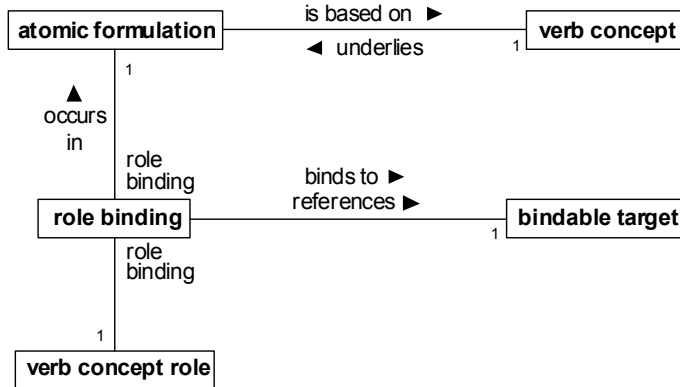 is based on ►
atomic formulation
verb concept
◄ underlies
1
1
▲
occurs
in
role
binding
binds to ►
references ►
role binding
bindable target
1
role
binding
1
verb concept role